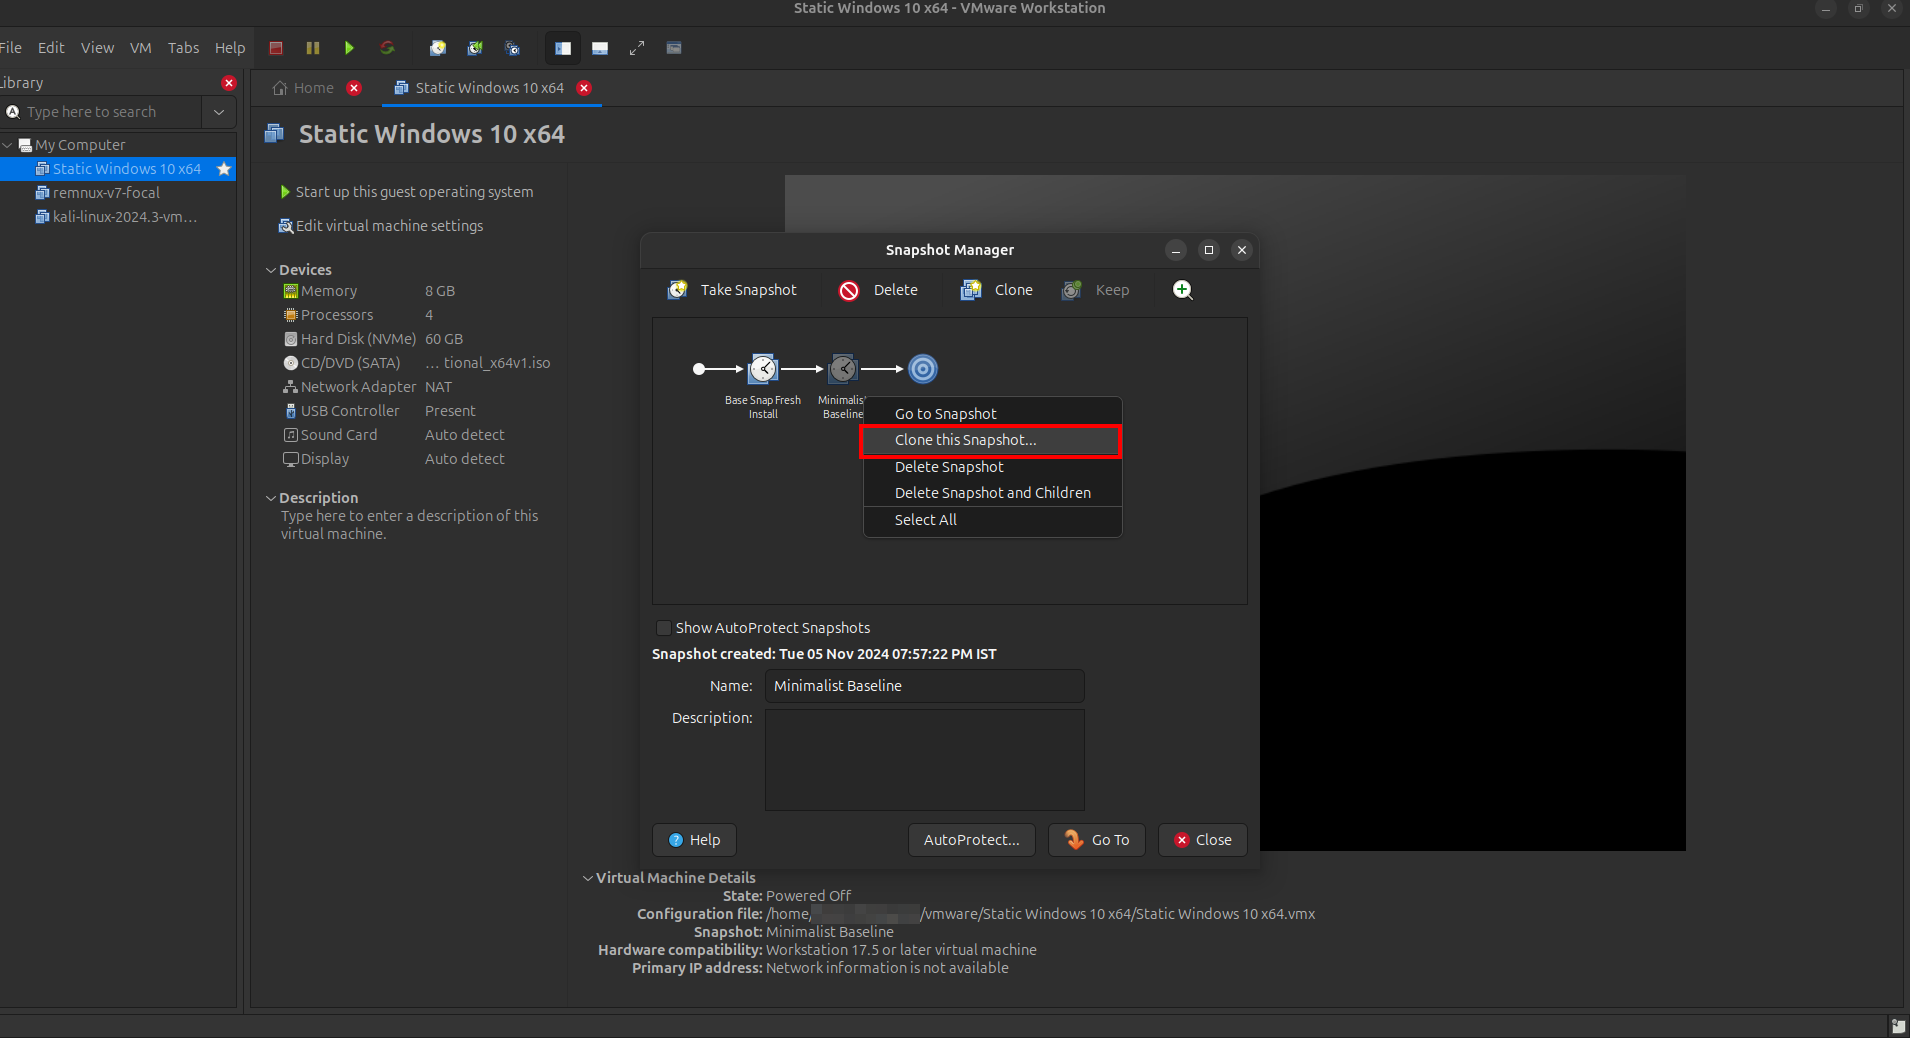 Static Windows 10 x64 - VMware Workstation
File Edit View VM Tabs Help
Library
Type here to search
My Computer
Static Windows 10 x64
remnux-v7-focal
kali-linux-2024.3-vm...
Home
Static Windows 10 x64
Static Windows 10 x64
Start up this guest operating system
Edit virtual machine settings
Devices
Memory 8 GB
Processors 4
Hard Disk (NVMe) 60 GB
CD/DVD (SATA) ... tional_x64v1.iso
Network Adapter NAT
USB Controller Present
Sound Card Auto detect
Display Auto detect
Description
Type here to enter a description of this
virtual machine.
Snapshot Manager
Take Snapshot Delete Clone Keep
Base Snap Fresh
Install
Minimalist
Baseline
Go to Snapshot
Clone this Snapshot...
Delete Snapshot
Delete Snapshot and Children
Select All
Show AutoProtect Snapshots
Snapshot created: Tue 05 Nov 2024 07:57:22 PM IST
Name: Minimalist Baseline
Description:
Help AutoProtect... Go To Close
Virtual Machine Details
State: Powered Off
Configuration file: /home/ /vmware/Static Windows 10 x64/Static Windows 10 x64.vmx
Snapshot: Minimalist Baseline
Hardware compatibility: Workstation 17.5 or later virtual machine
Primary IP address: Network information is not available